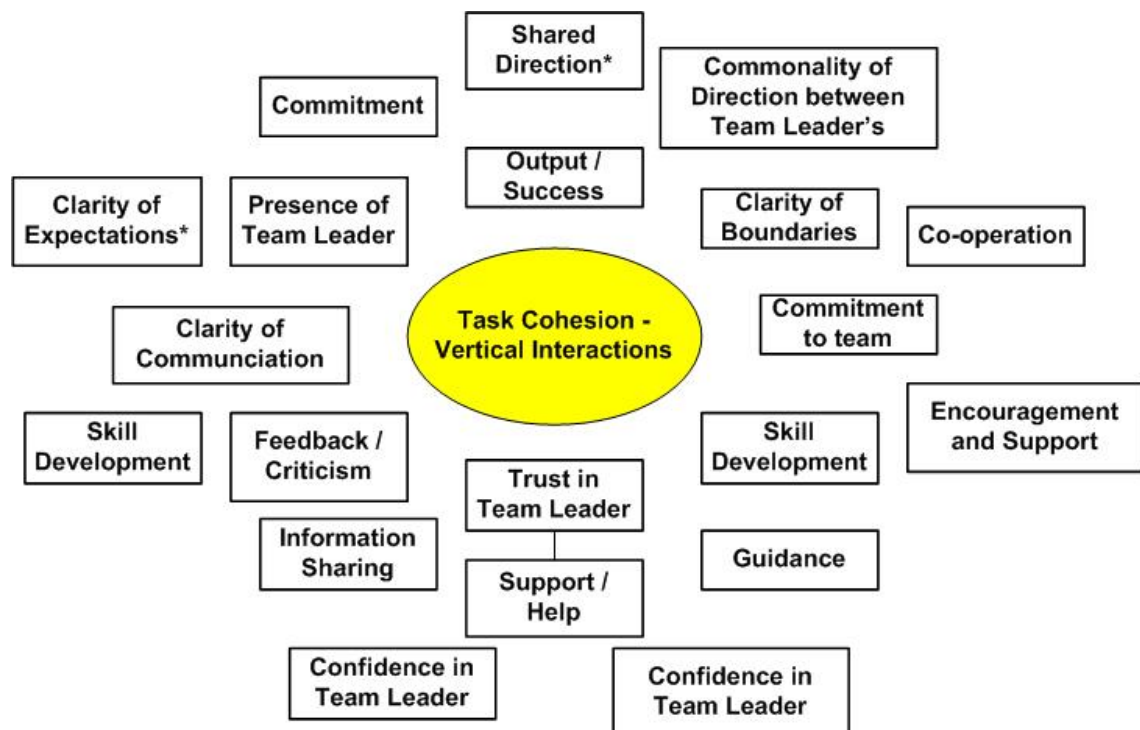 Shared
Direction*
Commonality of
Direction between
Team Leader's
Commitment
Output /
Success
Clarity of
Expectations*
Presence of
Team Leader
Clarity of
Boundaries
Co-operation
Task Cohesion -
Vertical Interactions
Commitment
to team
Clarity of
Communciation
Encouragement
and Support
Skill
Development
Feedback /
Criticism
Skill
Development
Trust in
Team Leader
Information
Sharing
Guidance
Support /
Help
Confidence in
Team Leader
Confidence in
Team Leader